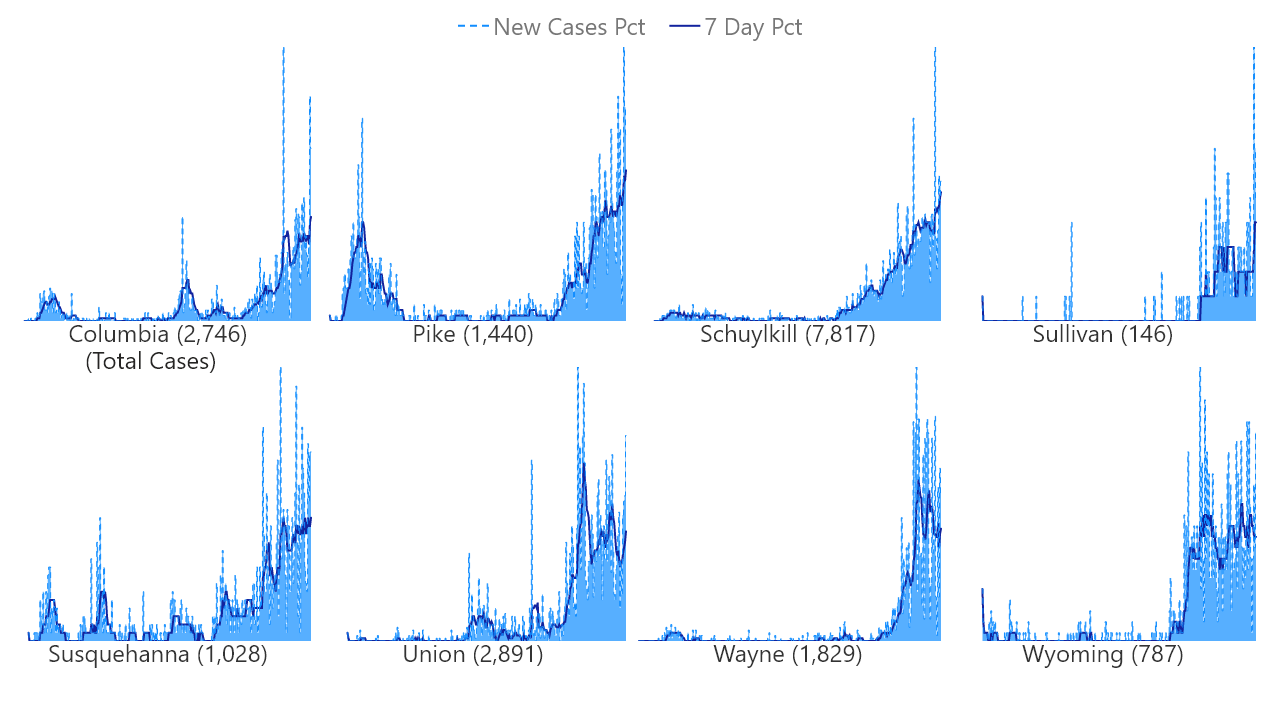 New Cases Pct 7 Day Pct
Columbia (2,746) Pike (1,440) Schuylkill (7,817) Sullivan (146)
(Total Cases)
Susquehanna (1,028) Union (2,891) Wayne (1,829) Wyoming (787)